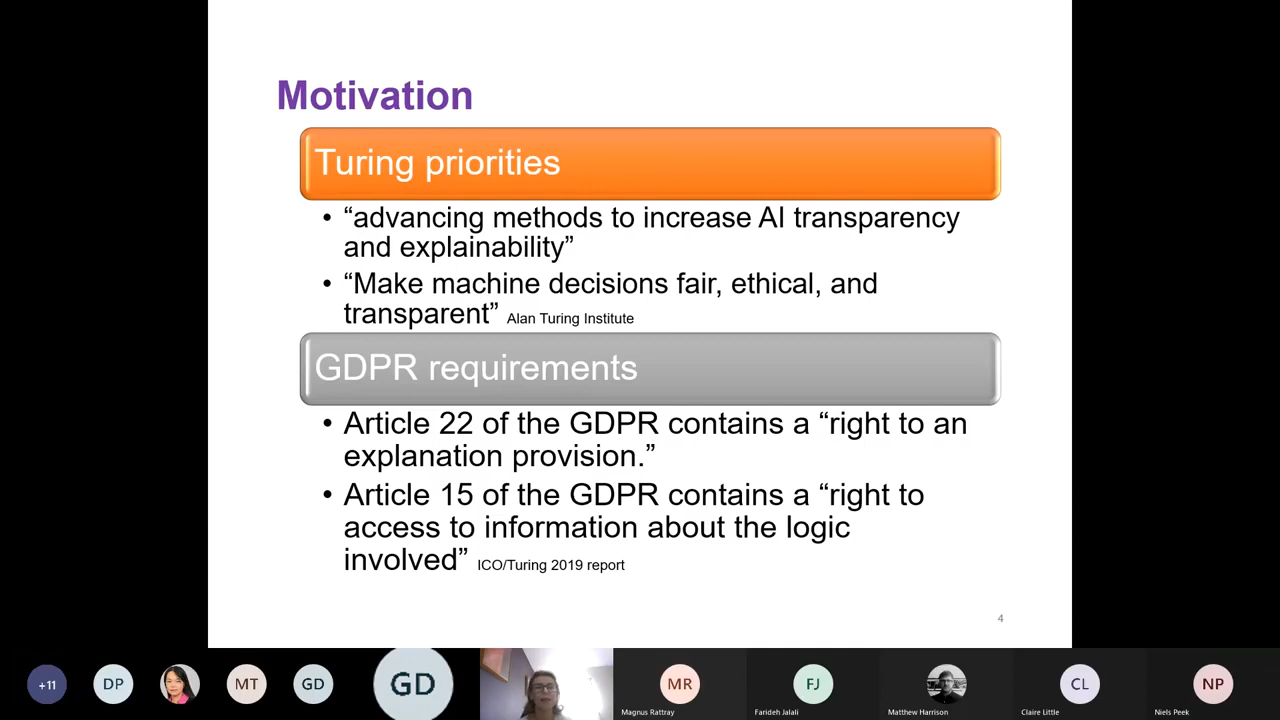 Motivation
Turing priorities
• “advancing methods to increase AI transparency
and explainability”
• “Make machine decisions fair, ethical, and
transparent” Alan Turing Institute
GDPR requirements
• Article 22 of the GDPR contains a “right to an
explanation provision.”
• Article 15 of the GDPR contains a “right to
access to information about the logic
involved” ICO/Turing 2019 report
4
+11
DP
MT
GD
GD
MR
Magnus Rattray
FJ
Farideh Jalali
Matthew Harrison
CL
Claire Little
NP
Niels Peek